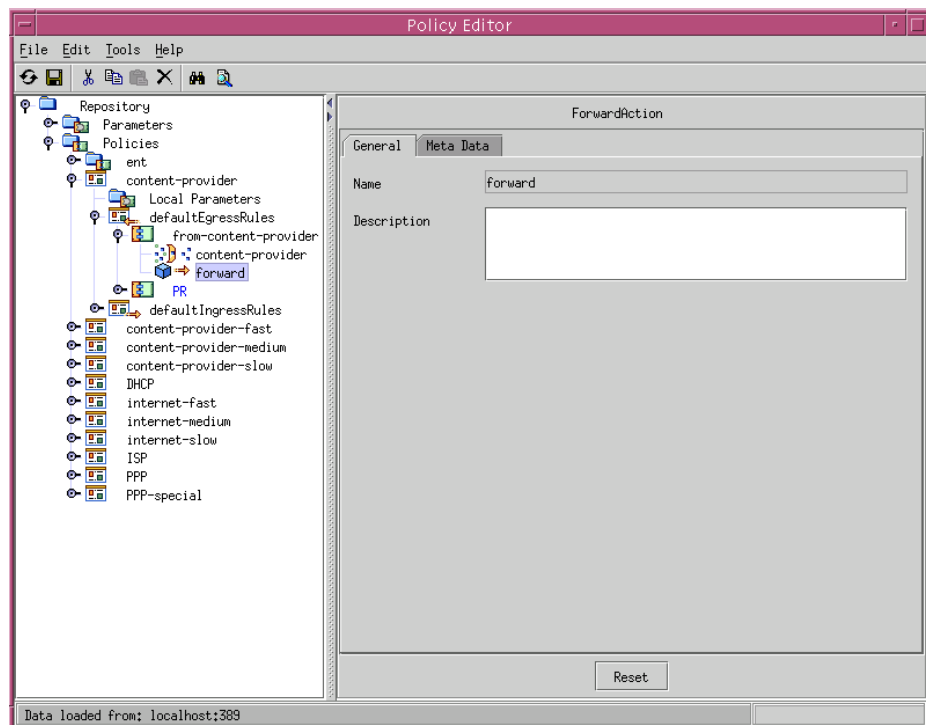 Policy Editor
File Edit Tools Help
Repository
Parameters
Policies
ent
content-provider
Local Parameters
defaultEgressRules
from-content-provider
content-provider
forward
PR
defaultIngressRules
content-provider-fast
content-provider-medium
content-provider-slow
DHCP
internet-fast
internet-medium
internet-slow
ISP
PPP
PPP-special
ForwardAction
General Meta Data
Name forward
Description
Reset
Data loaded from: localhost:389